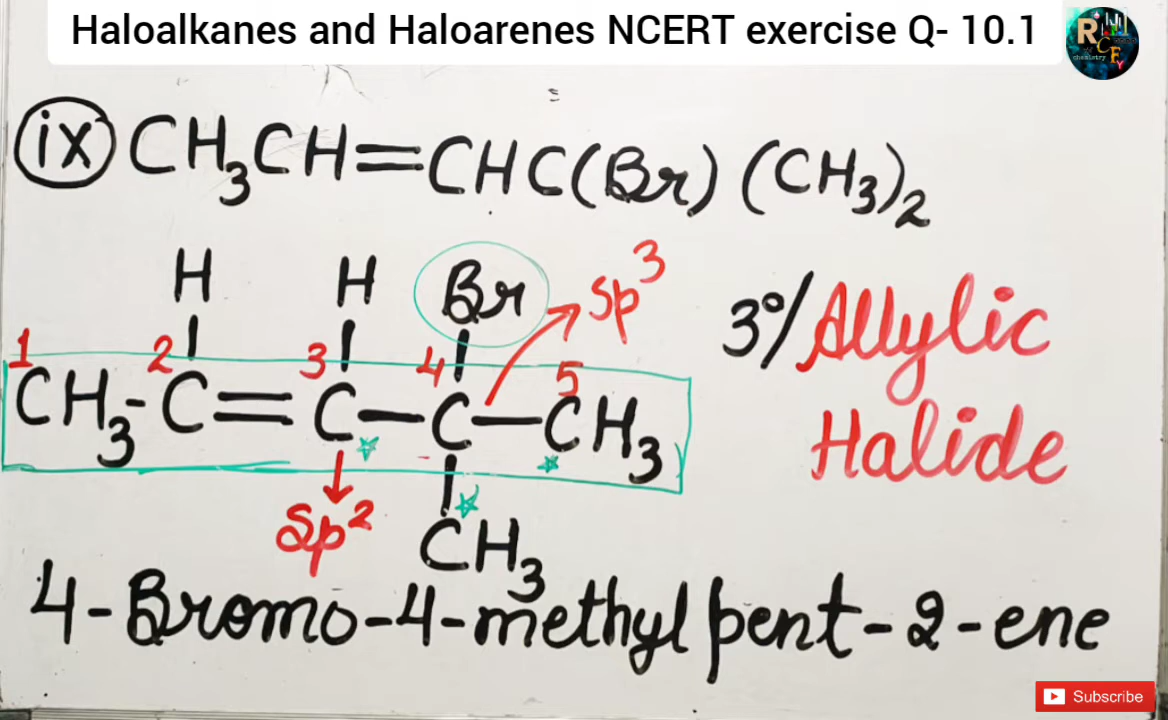 Haloalkanes and Haloarenes NCERT exercise Q- 10.1
R C E Y
chemistry
ix CH₃CH=CHC(Br) (CH₃)₂
H H Br Sp³
1 2 3 4 5
CH₃-C=C-C-CH₃
3°/Allylic
Halide
Sp²
CH₃
4-Bromo-4-methylpent-2-ene
Subscribe